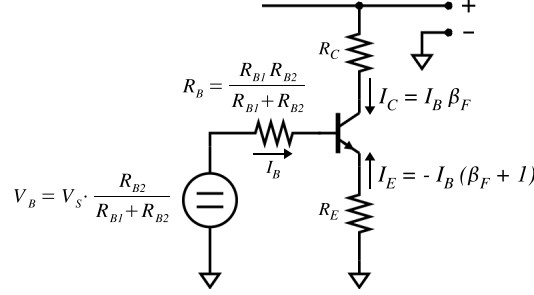 +
−
R_C
R_B = R_B1 R_B2 / R_B1 + R_B2
I_C = I_B β_F
I_B
I_E = - I_B (β_F + 1)
V_B = V_S · R_B2 / R_B1 + R_B2
R_E